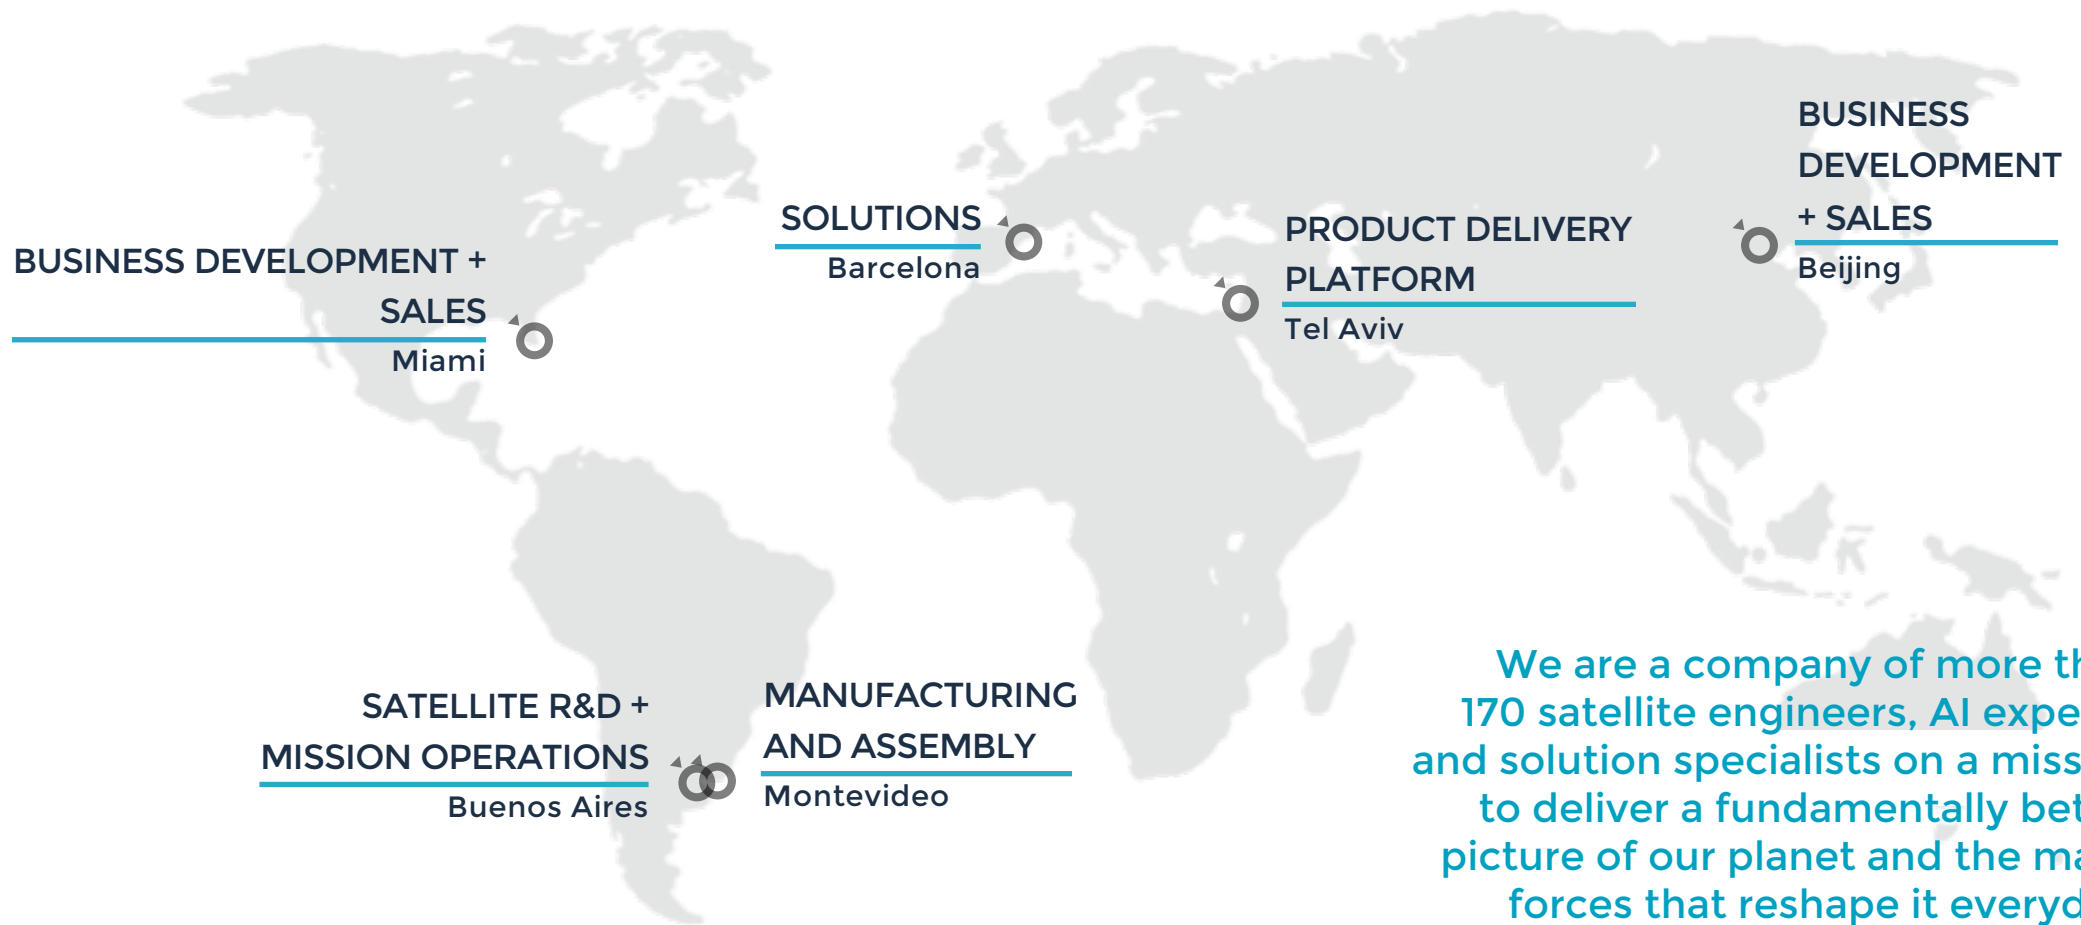 BUSINESS DEVELOPMENT +
SALES
Miami
SOLUTIONS
Barcelona
PRODUCT DELIVERY
PLATFORM
Tel Aviv
BUSINESS
DEVELOPMENT
+ SALES
Beijing
SATELLITE R&D +
MISSION OPERATIONS
Buenos Aires
MANUFACTURING
AND ASSEMBLY
Montevideo
We are a company of more
170 satellite engineers, AI
and solution specialists on a
to deliver a fundamentally
picture of our planet and the
forces that reshape it